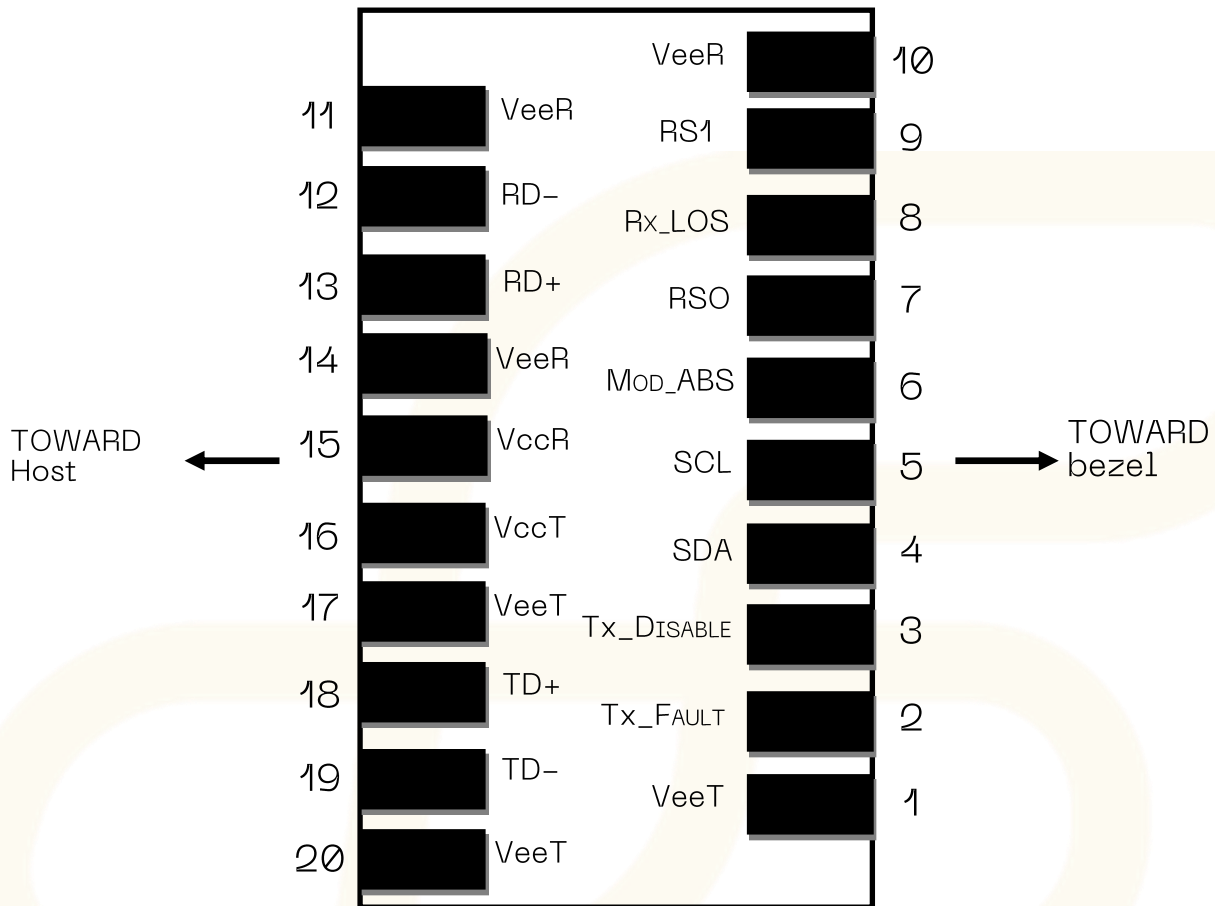 VeeR 10
11 VeeR
RS1 9
12 RD-
Rx_LOS 8
13 RD+
RSO 7
14 VeeR
Mod_ABS 6
TOWARD
Host
15 VccR
SCL 5
TOWARD
bezel
16 VccT
SDA 4
17 VeeT
Tx_Disable 3
18 TD+
Tx_Fault 2
19 TD-
VeeT 1
20 VeeT